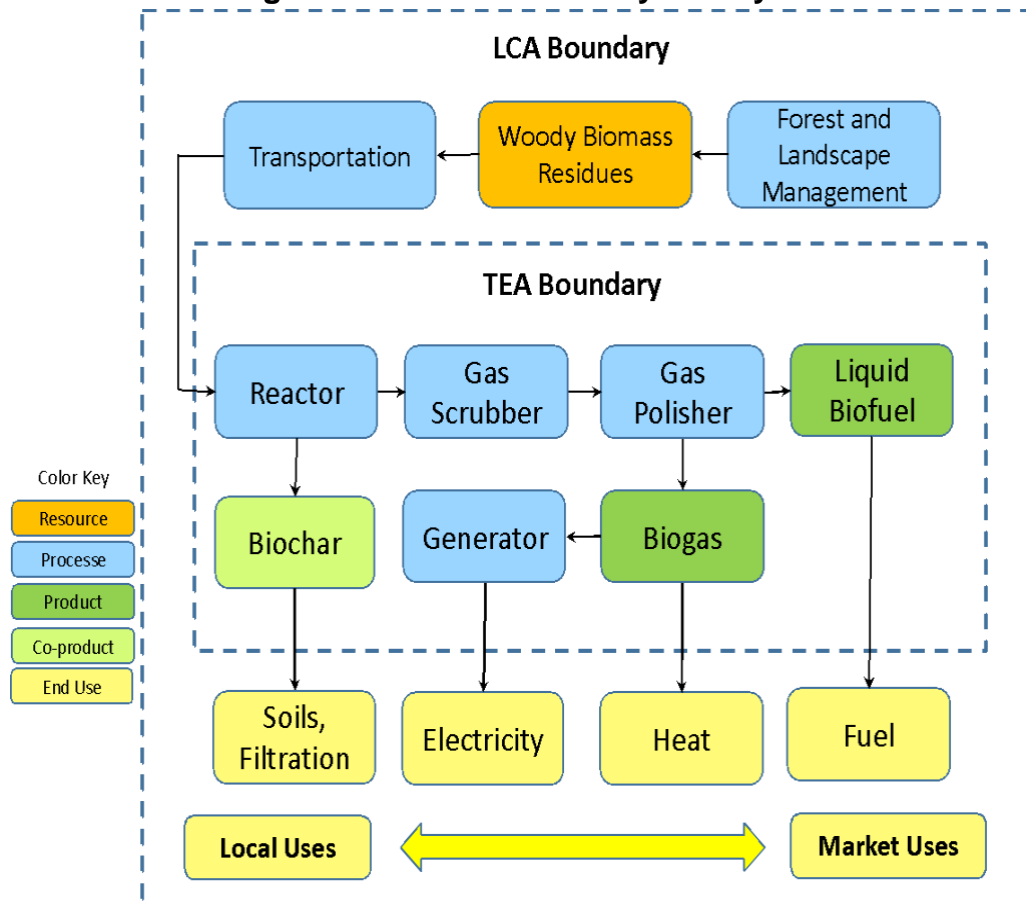 LCA Boundary
Transportation
Woody Biomass
Residues
Forest and
Landscape
Management
TEA Boundary
Reactor
Gas
Scrubber
Gas
Polisher
Liquid
Biofuel
Color Key
Resource
Processe
Product
Co-product
End Use
Biochar
Generator
Biogas
Soils,
Filtration
Electricity
Heat
Fuel
Local Uses
Market Uses